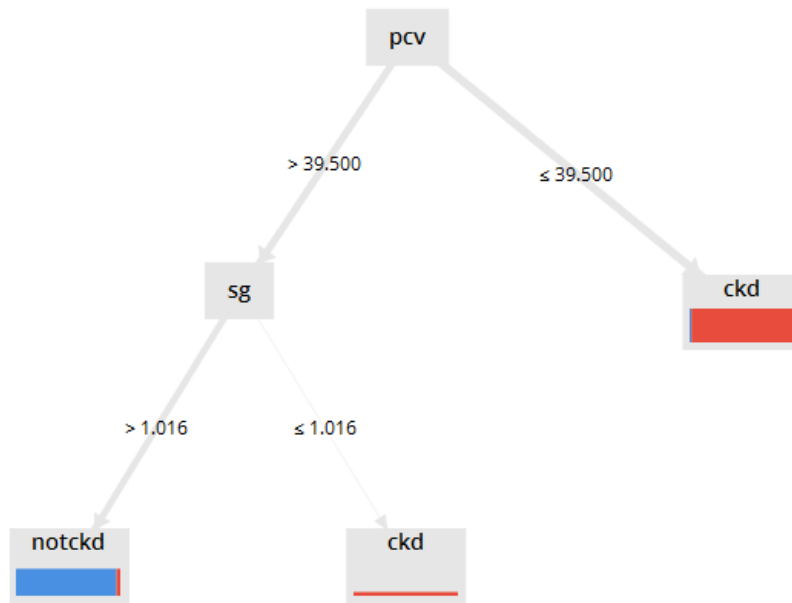 pcv
> 39.500
≤ 39.500
sg
ckd
> 1.016
≤ 1.016
notckd
ckd